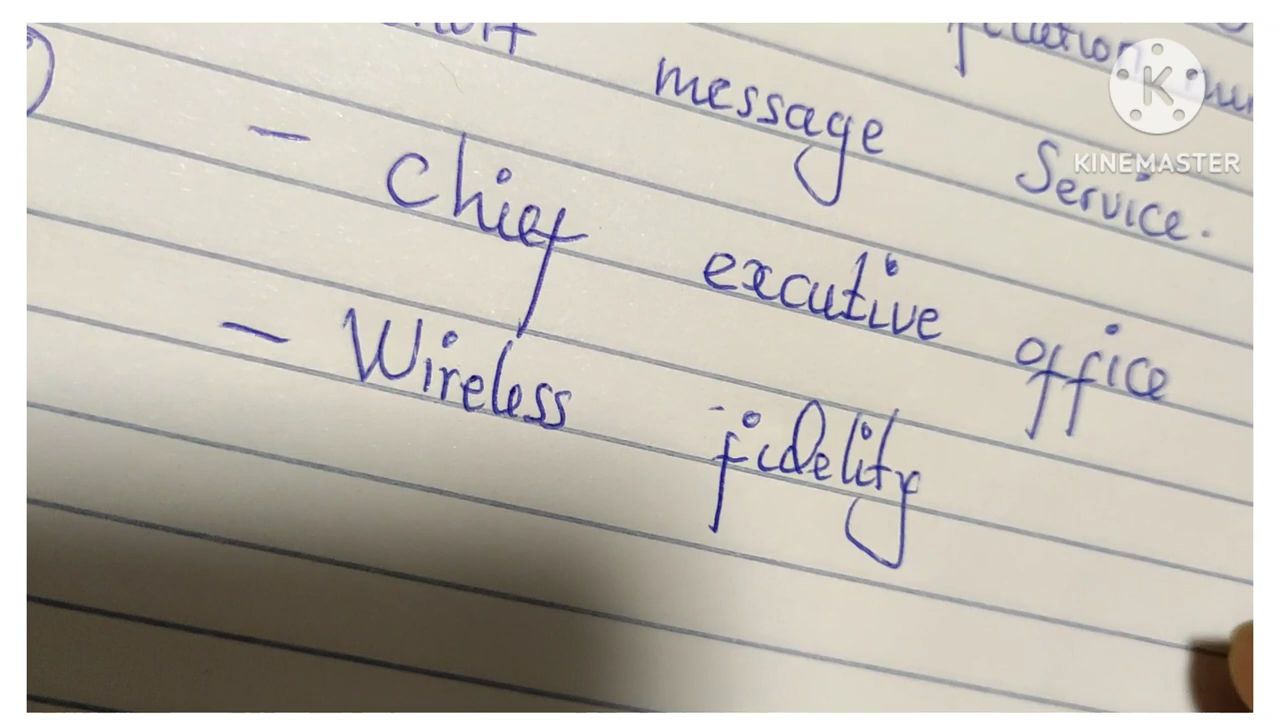 message Service.
- chief excutive office
- Wireless fidelity
KINEMASTER